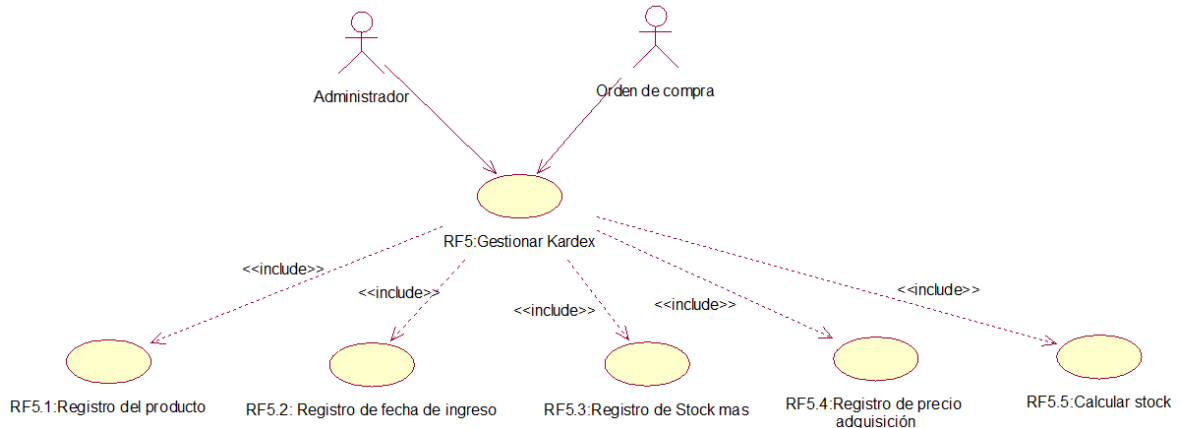 Administrador
Orden de compra
RF5:Gestionar Kardex
<<include>>
<<include>>
<<include>>
<<include>>
<<include>>
RF5.1:Registro del producto
RF5.2: Registro de fecha de ingreso
RF5.3:Registro de Stock mas
RF5.4:Registro de precio
adquisición
RF5.5:Calcular stock